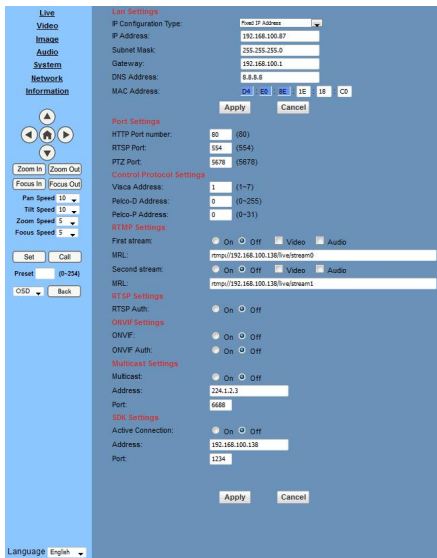 Live
Video
Image
Audio
System
Network
Information
Zoom In Zoom Out
Focus In Focus Out
Pan Speed 10
Tilt Speed 10
Zoom Speed 5
Focus Speed 5
Set Call
Preset (0~254)
OSD Back
Language English
Lan Settings
IP Configuration Type: Fixed IP Address
IP Address: 192.168.100.87
Subnet Mask: 255.255.255.0
Gateway: 192.168.100.1
DNS Address: 8.8.8.8
MAC Address: D4 : E0 : 8E : 1E : 18 : C0
Apply Cancel
Port Settings
HTTP Port number: 80 (80)
RTSP Port: 554 (554)
PTZ Port: 5678 (5678)
Control Protocol Settings
Visca Address: 1 (1~7)
Pelco-D Address: 0 (0~255)
Pelco-P Address: 0 (0~31)
RTMP Settings
First stream: On Off Video Audio
MRL: rtmp://192.168.100.138/live/stream0
Second stream: On Off Video Audio
MRL: rtmp://192.168.100.138/live/stream1
RTSP Settings
RTSP Auth: On Off
ONVIFSettings
ONVIF: On Off
ONVIF Auth: On Off
Multicast Settings
Multicast: On Off
Address: 224.1.2.3
Port: 6688
SDK Settings
Active Connection: On Off
Address: 192.168.100.138
Port: 1234
Apply Cancel